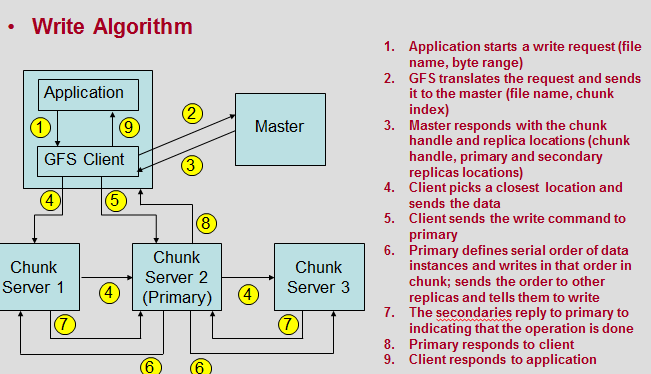 • Write Algorithm
Application
1
9
GFS Client
2
3
Master
4
5
8
Chunk
Server 1
4
Chunk
Server 2
(Primary)
4
Chunk
Server 3
7
7
6
6
1. Application starts a write request (file
name, byte range)
2. GFS translates the request and sends
it to the master (file name, chunk
index)
3. Master responds with the chunk
handle and replica locations (chunk
handle, primary and secondary
replicas locations)
4. Client picks a closest location and
sends the data
5. Client sends the write command to
primary
6. Primary defines serial order of data
instances and writes in that order in
chunk; sends the order to other
replicas and tells them to write
7. The secondaries reply to primary to
indicating that the operation is done
8. Primary responds to client
9. Client responds to application